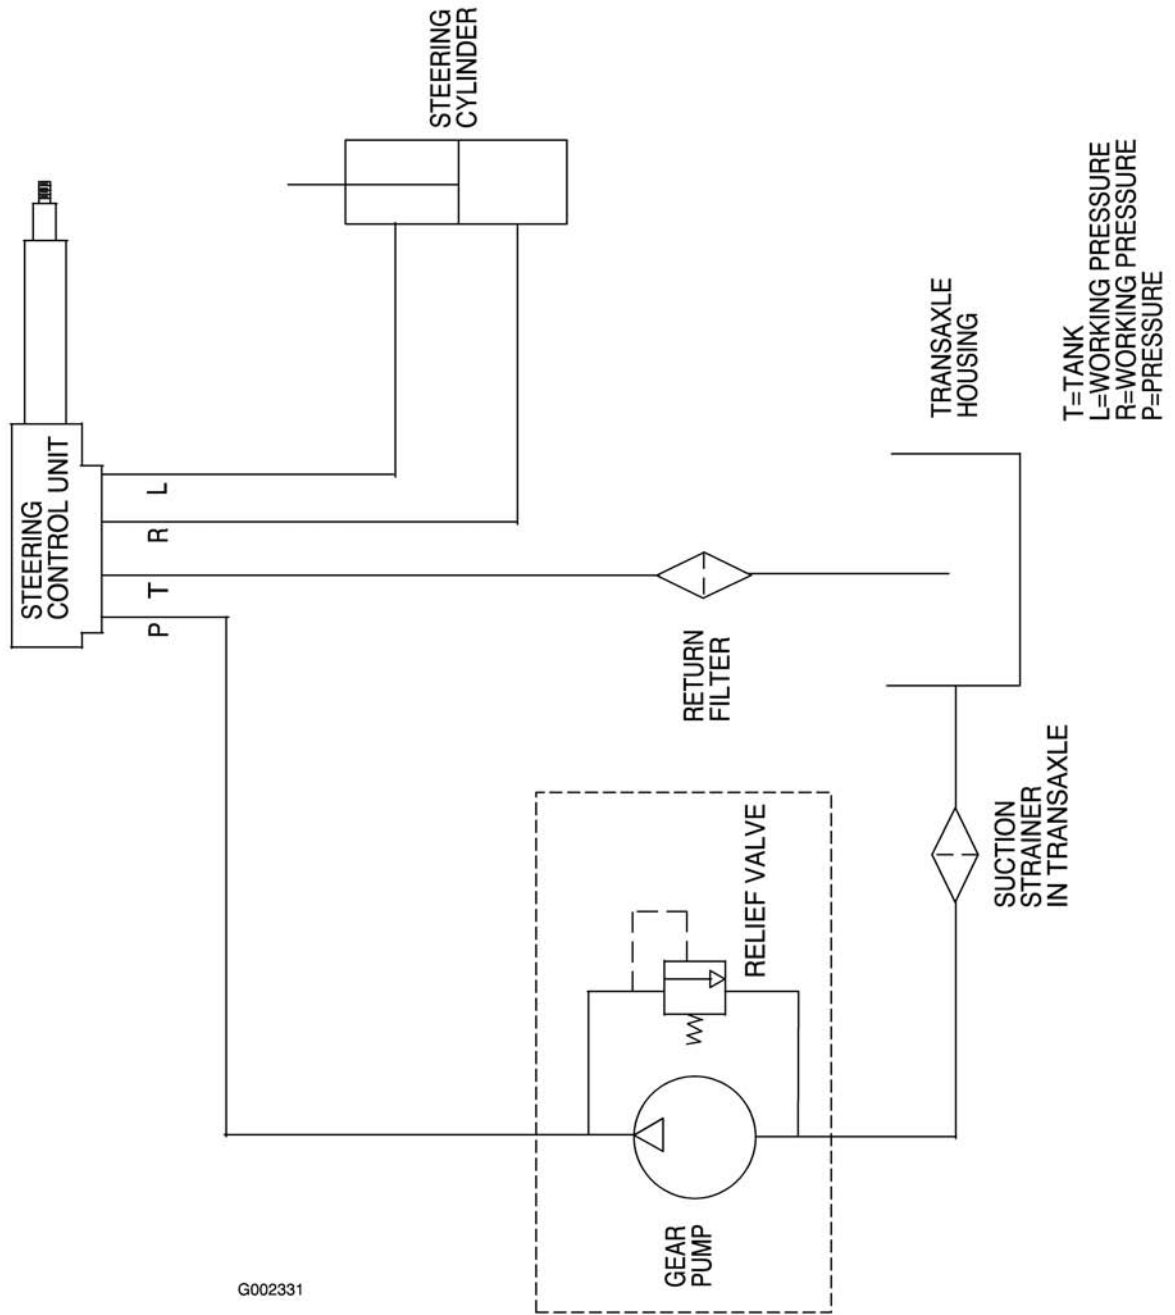 STEERING
CONTROL UNIT
P
T
R
L
STEERING
CYLINDER
RETURN
FILTER
TRANSAXLE
HOUSING
GEAR
PUMP
RELIEF VALVE
SUCTION
STRAINER
IN TRANSAXLE
T=TANK
L=WORKING PRESSURE
R=WORKING PRESSURE
P=PRESSURE
G002331